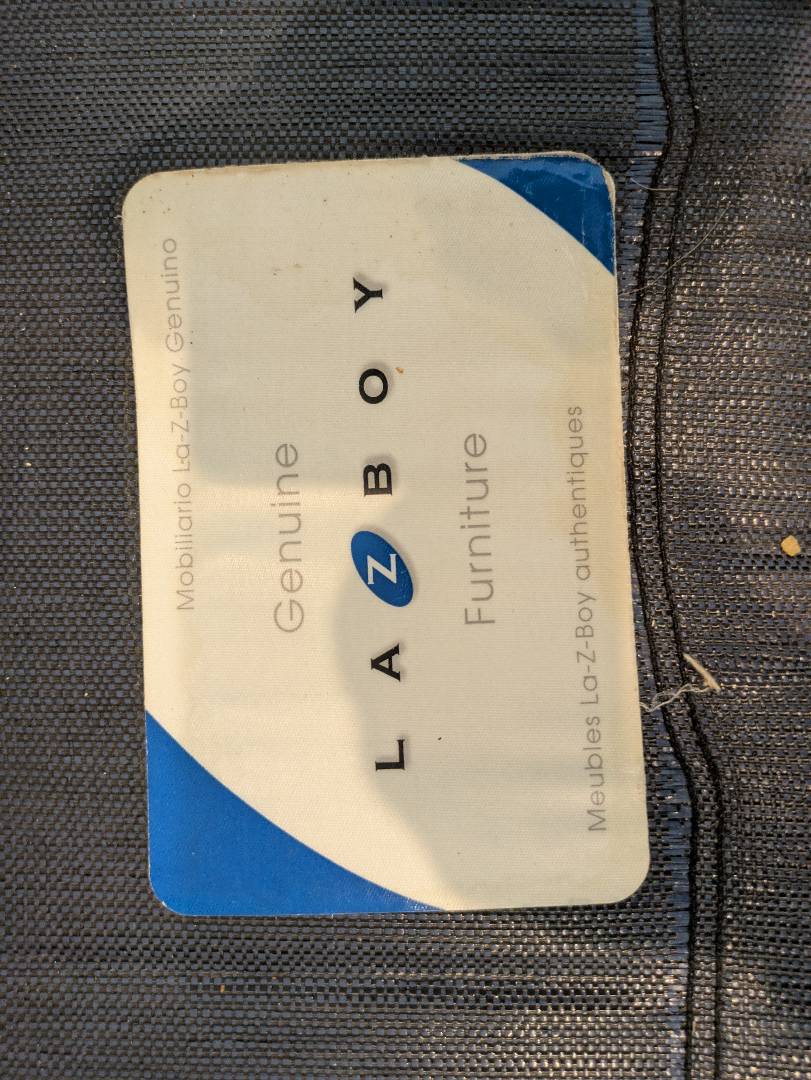 Mobiliario La-Z-Boy Genuino
Genuine
LA Z BOY
Furniture
Meubles La-Z-Boy authentiques